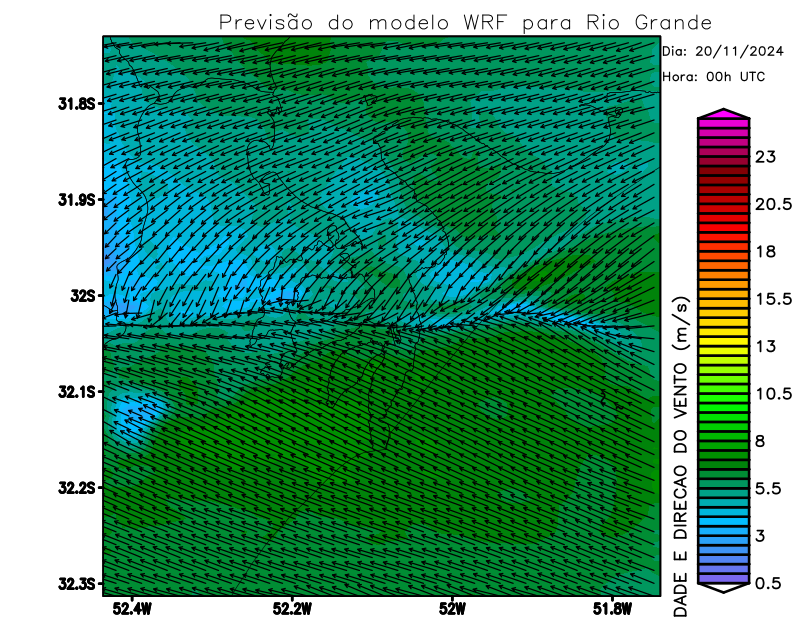 Previsão do modelo WRF para Rio Grande
Dia: 20/11/2024
Hora: 00h UTC
31.8S
31.9S
32S
32.1S
32.2S
32.3S
52.4W
52.2W
52W
51.8W
23
20.5
18
15.5
13
10.5
8
5.5
3
0.5
DADE E DIRECAO DO VENTO (m/s)